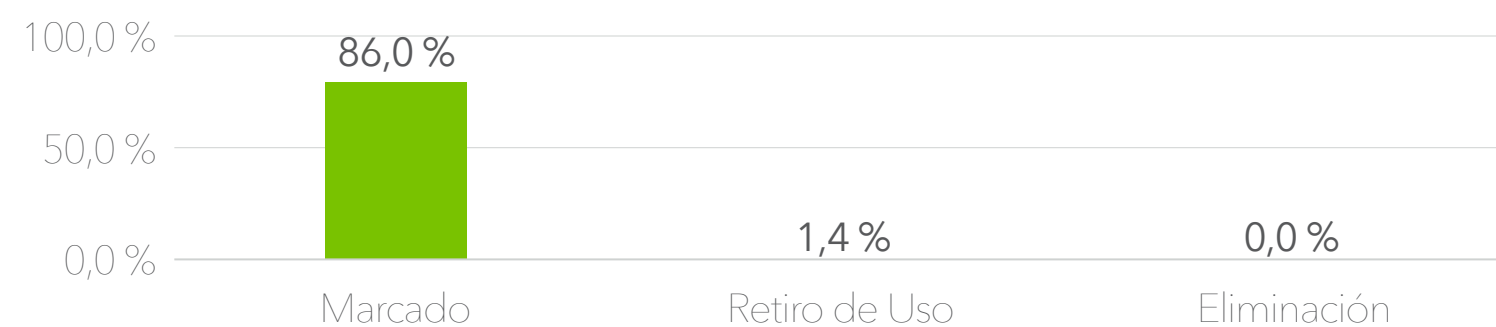 100,0 %
86,0 %
50,0 %
1,4 %
0,0 %
0,0 %
Marcado
Retiro de Uso
Eliminación